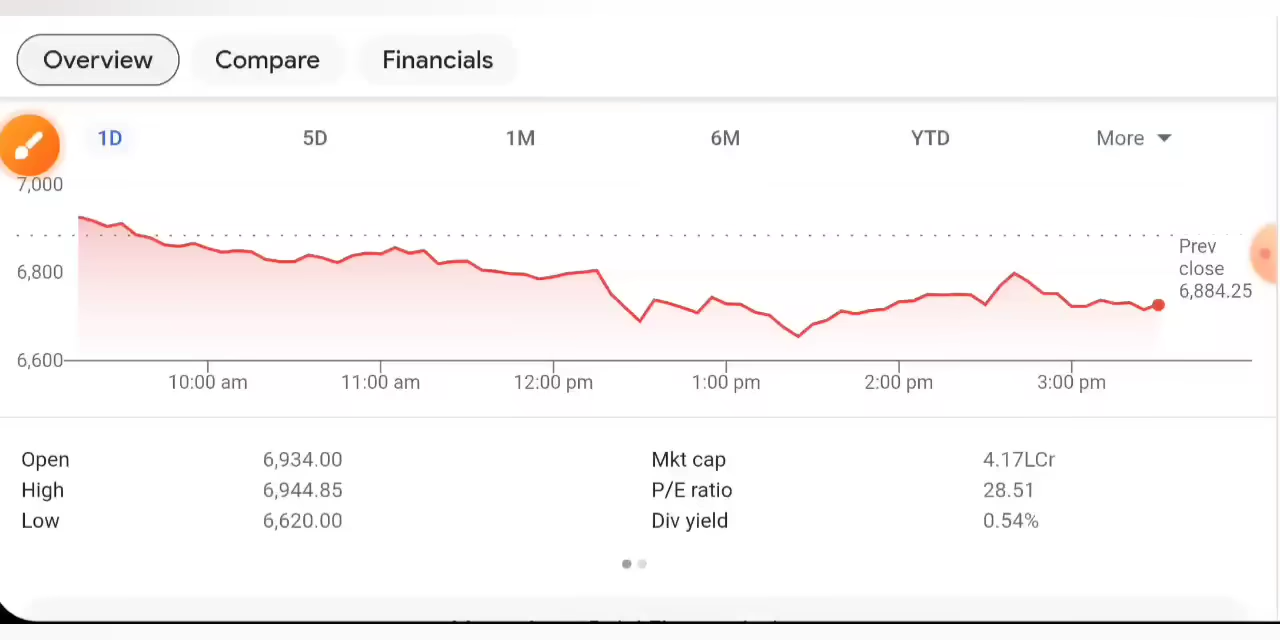 Overview Compare Financials
1D 5D 1M 6M YTD More
7,000
6,800
6,600
Prev
close
6,884.25
10:00 am 11:00 am 12:00 pm 1:00 pm 2:00 pm 3:00 pm
Open 6,934.00 Mkt cap 4.17LCr
High 6,944.85 P/E ratio 28.51
Low 6,620.00 Div yield 0.54%